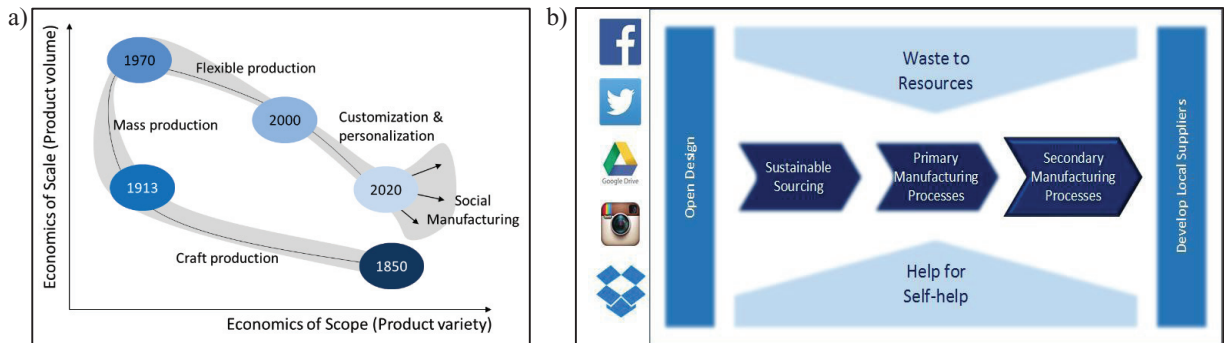 a)
Economics of Scale (Product volume)
1970
Flexible production
Mass production
2000
Customization &
personalization
1913
2020
Social
Manufacturing
Craft production
1850
Economics of Scope (Product variety)
b)
Google Drive
Open Design
Waste to
Resources
Sustainable
Sourcing
Primary
Manufacturing
Processes
Secondary
Manufacturing
Processes
Help for
Self-help
Develop Local Suppliers